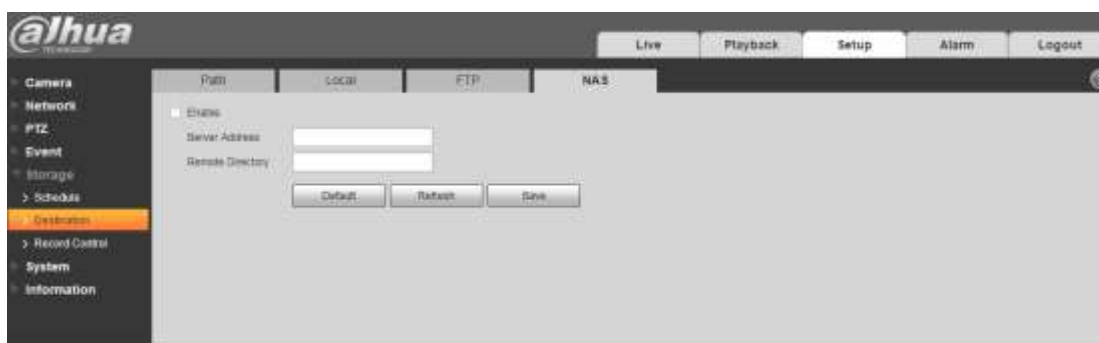 alhua
TECHNOLOGY
Live Playback Setup Alarm Logout
Path Local FTP NAS
Camera
Network
PTZ
Event
Storage
Schedule
Destination
Record Control
System
Information
Enable
Server Address
Remote Directory
Default Refresh Save